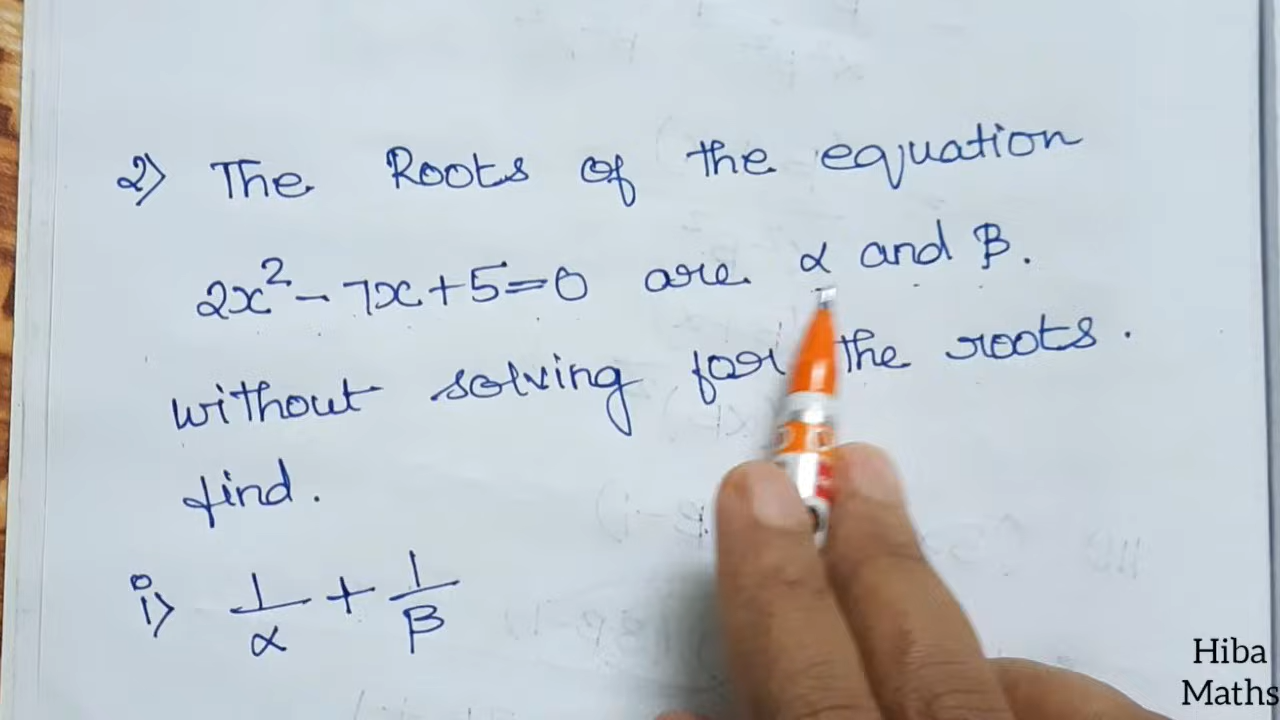 2) The Roots of the equation
2x² - 7x + 5 = 0 are α and β.
without solving for the roots.
find.
i) 1/α + 1/β
Hiba
Maths